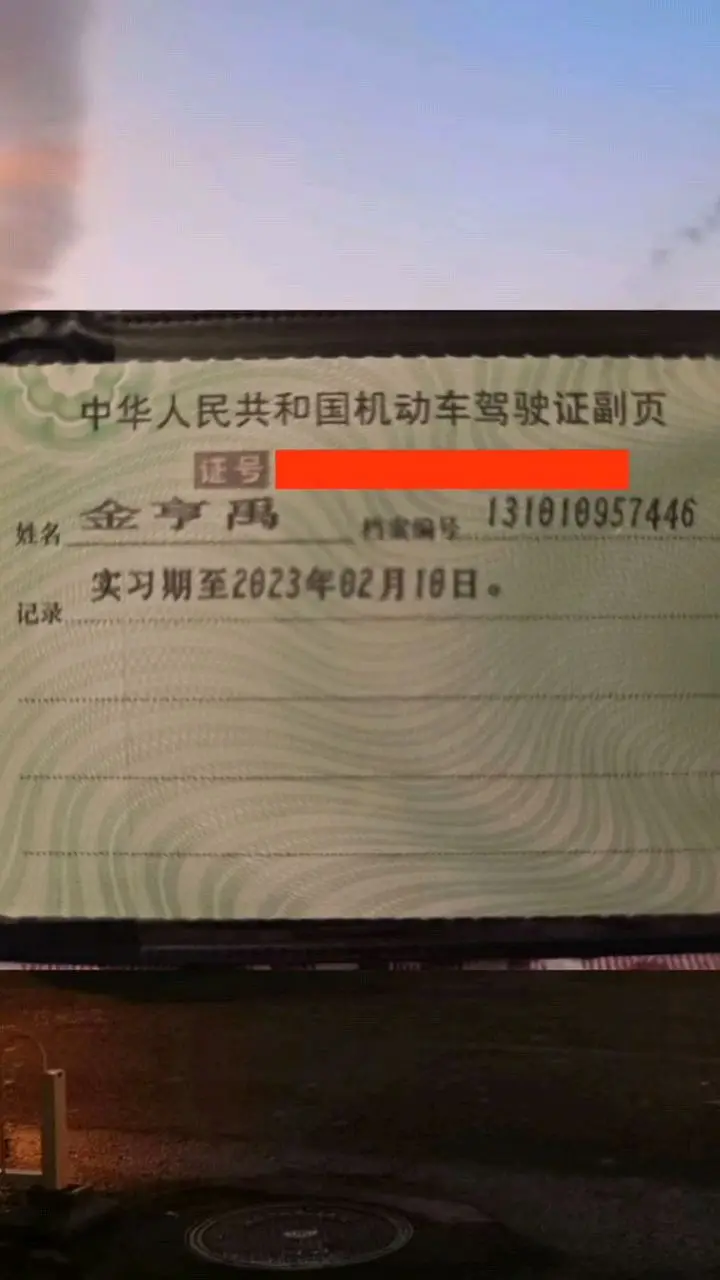 中华人民共和国机动车驾驶证副页
证号
姓名 金亨禹 档案编号 131010957446
记录 实习期至2023年02月10日。